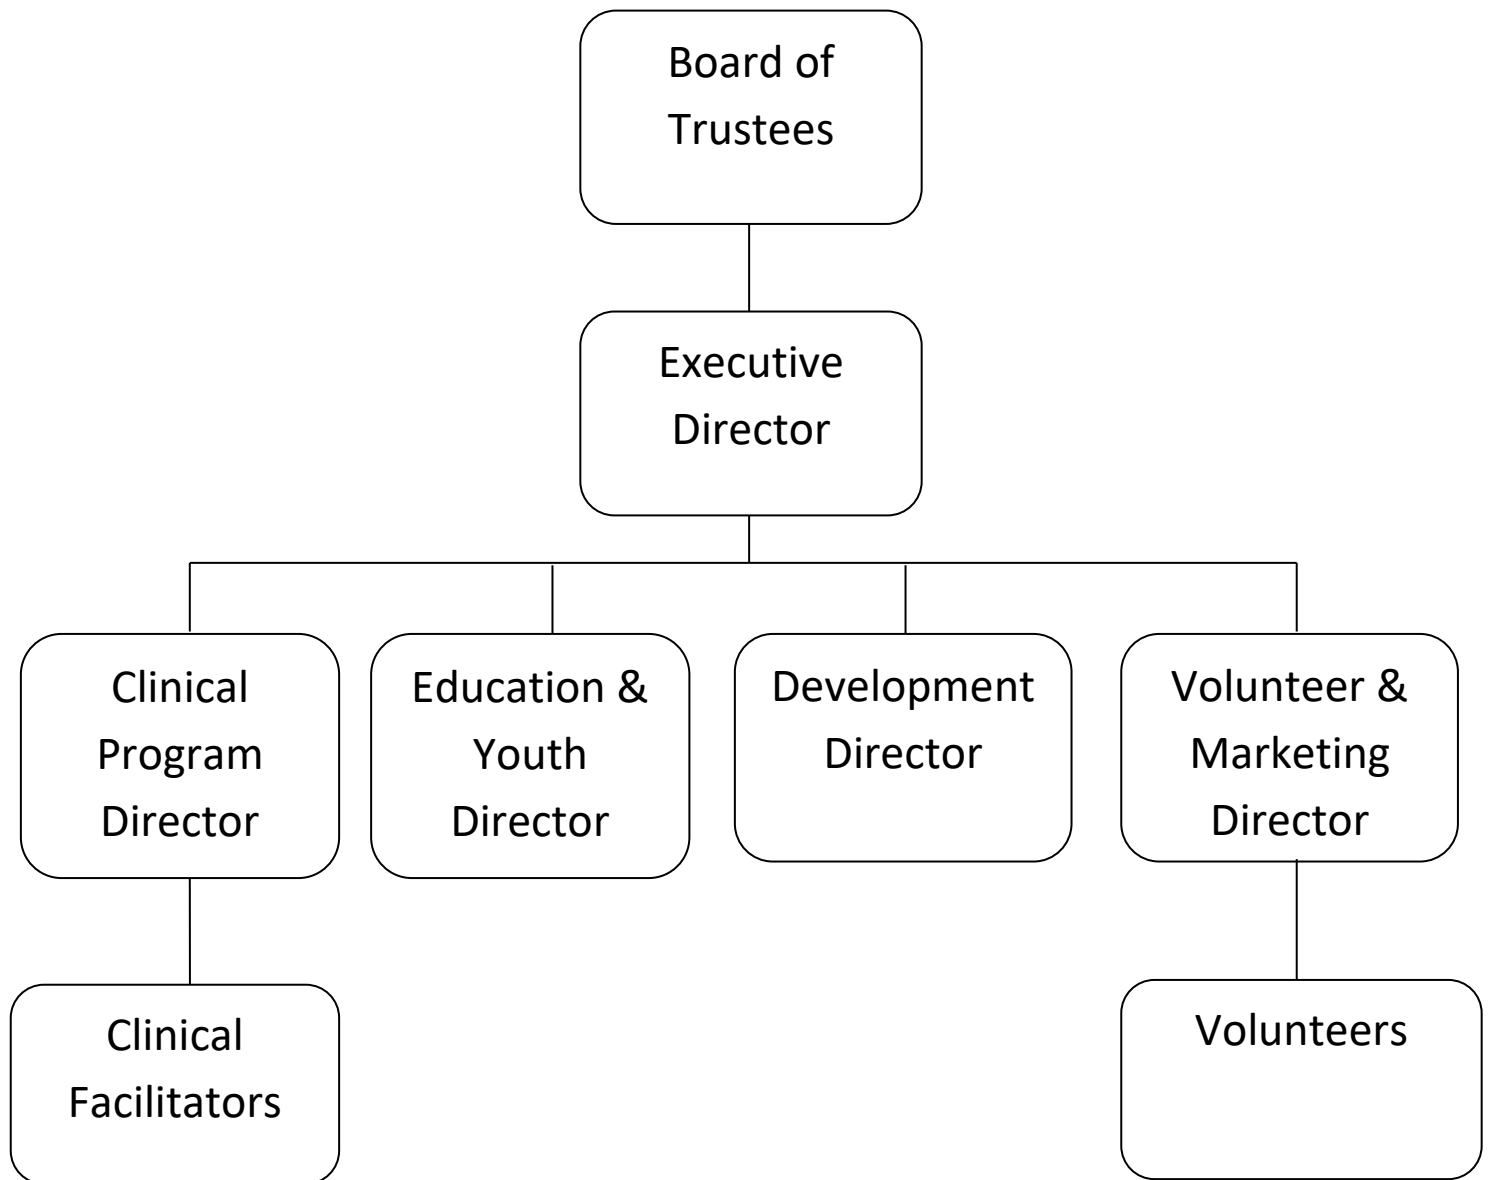 Board of
Trustees
Executive
Director
Clinical
Program
Director
Education &
Youth
Director
Development
Director
Volunteer &
Marketing
Director
Clinical
Facilitators
Volunteers